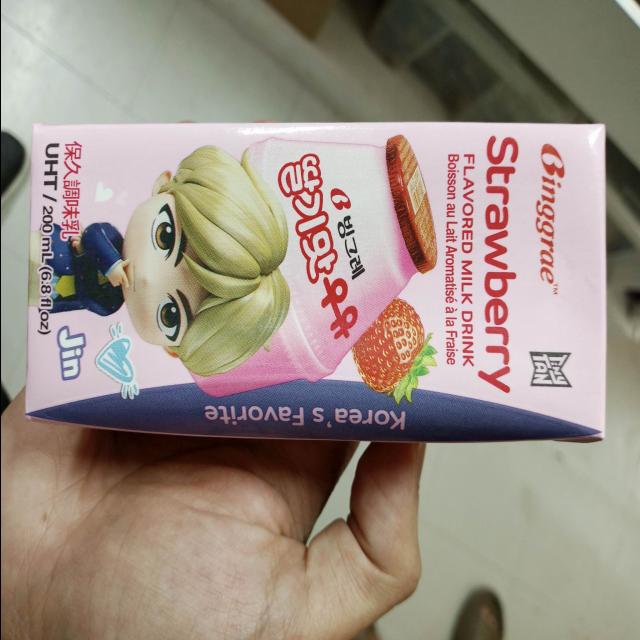 Binggrae™
Strawberry
FLAVORED MILK DRINK
Boisson au Lait Aromatisé à la Fraise
TinyTAN
빙그레
딸기맛
우유
Korea's Favorite
Jin
保久調味乳
UHT / 200 mL (6.8 fl oz)